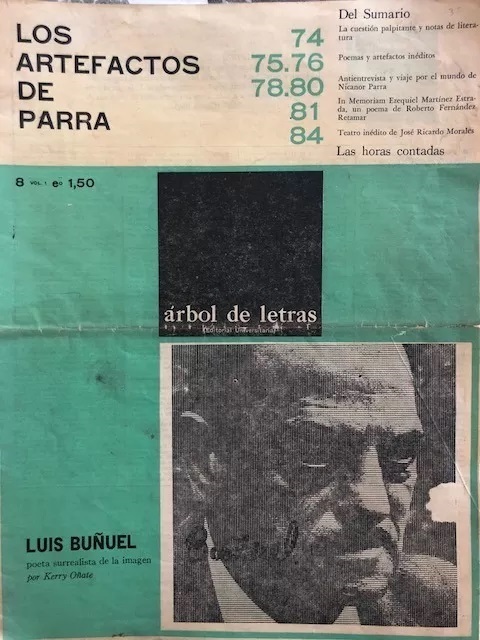 LOS
ARTEFACTOS
DE
PARRA
Del Sumario
74
La cuestión palpitante y notas de litera-
tura
75.76
Poemas y artefactos inéditos
78.80
Antientrevista y viaje por el mundo de
Nicanor Parra
81
In Memoriam Ezequiel Martínez Estra-
da, un poema de Roberto Fernández
Retamar
84
Teatro inédito de José Ricardo Morales
Las horas contadas
8 VOL. 1 eº 1,50
árbol de letras
(Editorial Universitaria)
LUIS BUÑUEL
poeta surrealista de la imagen
por Kerry Oñate